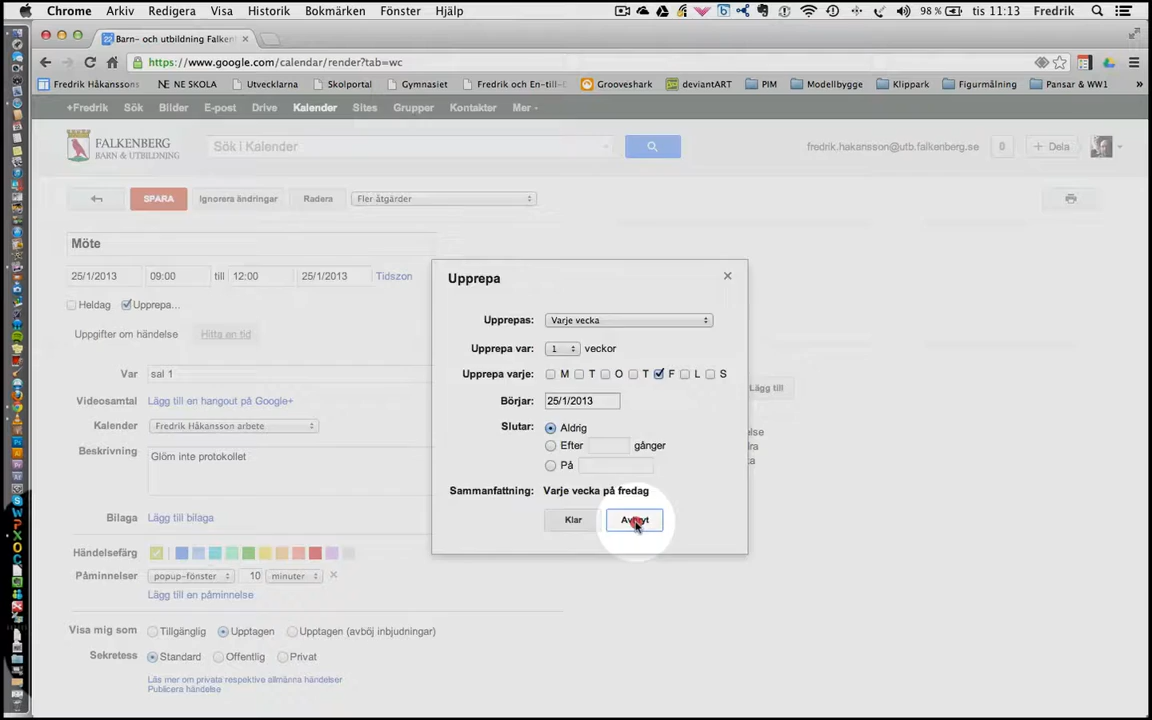 Chrome Arkiv Redigera Visa Historik Bokmärken Fönster Hjälp 98 % tis 11:13 Fredrik
Barn- och utbildning Falken
https://www.google.com/calendar/render?tab=wc
Fredrik Håkanssons NE SKOLA Utvecklarna Skolportal Gymnasiet Fredrik och En-till-E Grooveshark deviantART PIM Modellbygge Klippark Figurmålning Pansar & WW1 »
+Fredrik Sök Bilder E-post Drive Kalender Sites Grupper Kontakter Mer
FALKENBERG
BARN & UTBILDNING
Sök i Kalender
fredrik.hakansson@utb.falkenberg.se 0 + Dela
SPARA Ignorera ändringar Radera Fler åtgärder
Möte
25/1/2013 09:00 till 12:00 25/1/2013 Tidszon
Heldag Upprepa...
Uppgifter om händelse Hitta en tid
Var sal 1
Videosamtal Lägg till en hangout på Google+
Kalender Fredrik Håkansson arbete
Beskrivning Glöm inte protokollet
Bilaga Lägg till bilaga
Händelsefärg
Påminnelser popup-fönster 10 minuter
Lägg till en påminnelse
Visa mig som Tillgänglig Upptagen Upptagen (avböj inbjudningar)
Sekretess Standard Offentlig Privat
Läs mer om privata respektive allmänna händelser
Publicera händelse
Upprepa
Upprepas: Varje vecka
Upprepa var: 1 veckor
Upprepa varje: M T O T F L S
Börjar: 25/1/2013
Slutar: Aldrig
Efter gånger
På
Sammanfattning: Varje vecka på fredag
Klar Avbryt
Lägg till